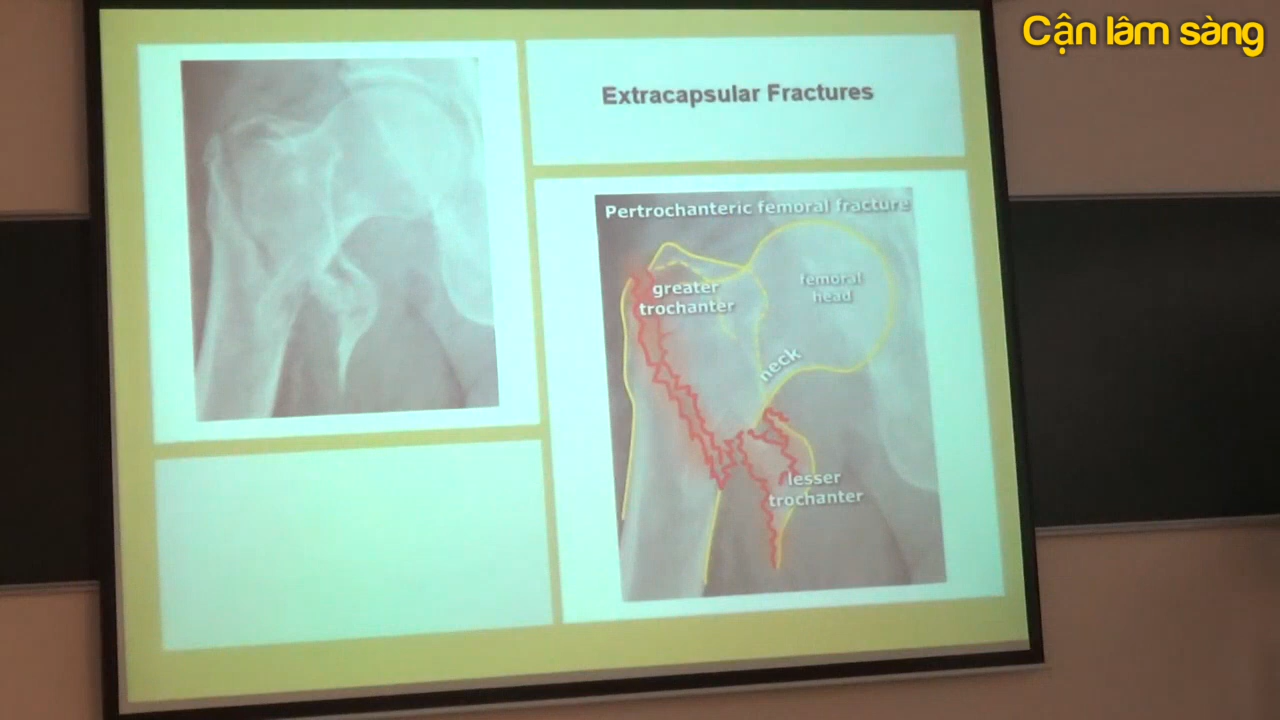 Cận lâm sàng
Extracapsular Fractures
Pertrochanteric femoral fracture
greater
trochanter
femoral
head
neck
lesser
trochanter